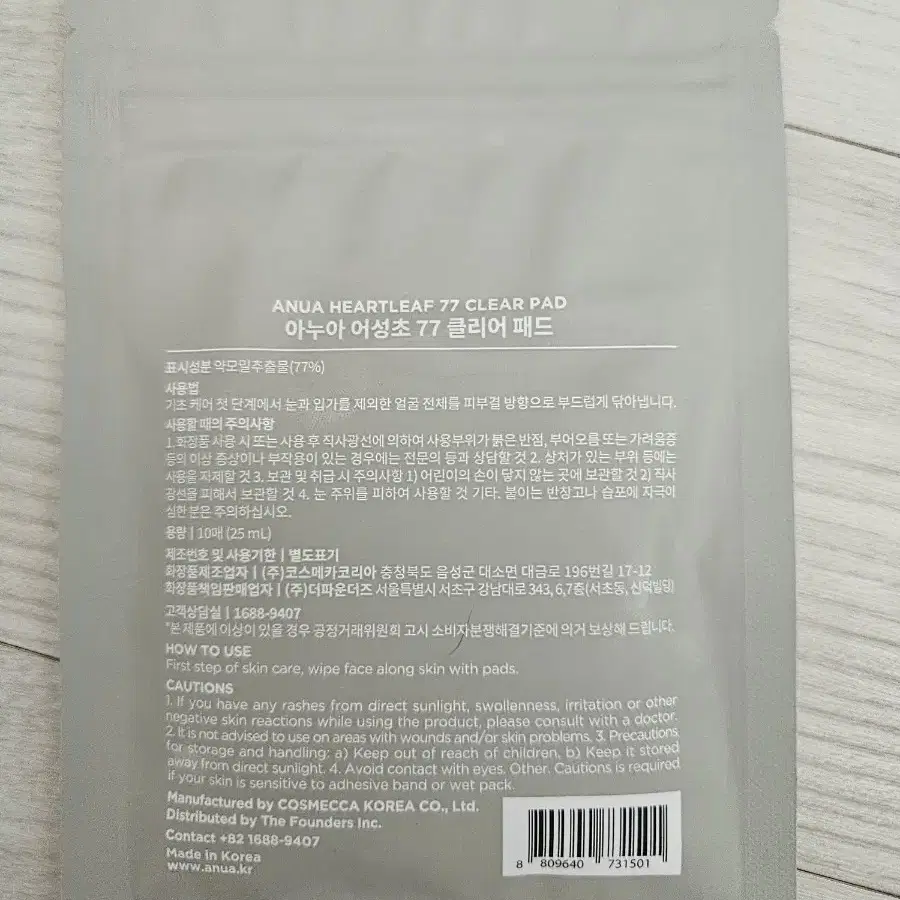 ANUA HEARTLEAF 77 CLEAR PAD
아누아 어성초 77 클리어 패드
표시성분 약모밀추출물(77%)
사용법
기초 케어 첫 단계에서 눈과 입가를 제외한 얼굴 전체를 피부결 방향으로 부드럽게 닦아냅니다.
사용할 때의 주의사항
1. 화장품 사용 시 또는 사용 후 직사광선에 의하여 사용부위가 붉은 반점, 부어오름 또는 가려움증
등의 이상 증상이나 부작용이 있는 경우에는 전문의 등과 상담할 것 2. 상처가 있는 부위 등에는
사용을 자제할 것 3. 보관 및 취급 시 주의사항 1) 어린이의 손이 닿지 않는 곳에 보관할 것 2) 직사
광선을 피해서 보관할 것 4. 눈 주위를 피하여 사용할 것 기타. 붙이는 반창고나 습포에 자극이
심한 분은 주의하십시오.
용량 | 10매 (25 mL)
제조번호 및 사용기한 | 별도표기
화장품제조업자 | (주)코스메카코리아 충청북도 음성군 대소면 대금로 196번길 17-12
화장품책임판매업자 | (주)더파운더즈 서울특별시 서초구 강남대로 343, 6,7층(서초동, 신덕빌딩)
고객상담실 | 1688-9407
*본 제품에 이상이 있을 경우 공정거래위원회 고시 소비자분쟁해결기준에 의거 보상해 드립니다.
HOW TO USE
First step of skin care, wipe face along skin with pads.
CAUTIONS
1. If you have any rashes from direct sunlight, swollenness, irritation or other
negative skin reactions while using the product, please consult with a doctor.
2. It is not advised to use on areas with wounds and/or skin problems. 3. Precautions
for storage and handling: a) Keep out of reach of children, b) Keep it stored
away from direct sunlight. 4. Avoid contact with eyes. Other. Cautions is required
if your skin is sensitive to adhesive band or wet pack.
Manufactured by COSMECCA KOREA CO., Ltd.
Distributed by The Founders Inc.
Contact +82 1688-9407
Made in Korea
www.anua.kr
8 809640 731501